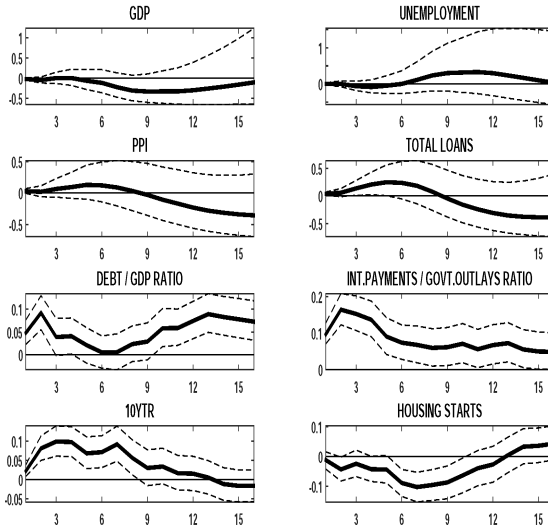 GDP
1
0.5
0
-0.5
3 6 9 12 15
UNEMPLOYMENT
1
0
3 6 9 12 15
PPI
0.5
0
-0.5
3 6 9 12 15
TOTAL LOANS
0.5
0
-0.5
3 6 9 12 15
DEBT / GDP RATIO
0.1
0.05
0
3 6 9 12 15
INT.PAYMENTS / GOVT.OUTLAYS RATIO
0.2
0.1
0
3 6 9 12 15
10YTR
0.1
0.05
0
-0.05
3 6 9 12 15
HOUSING STARTS
0.1
0
-0.1
3 6 9 12 15